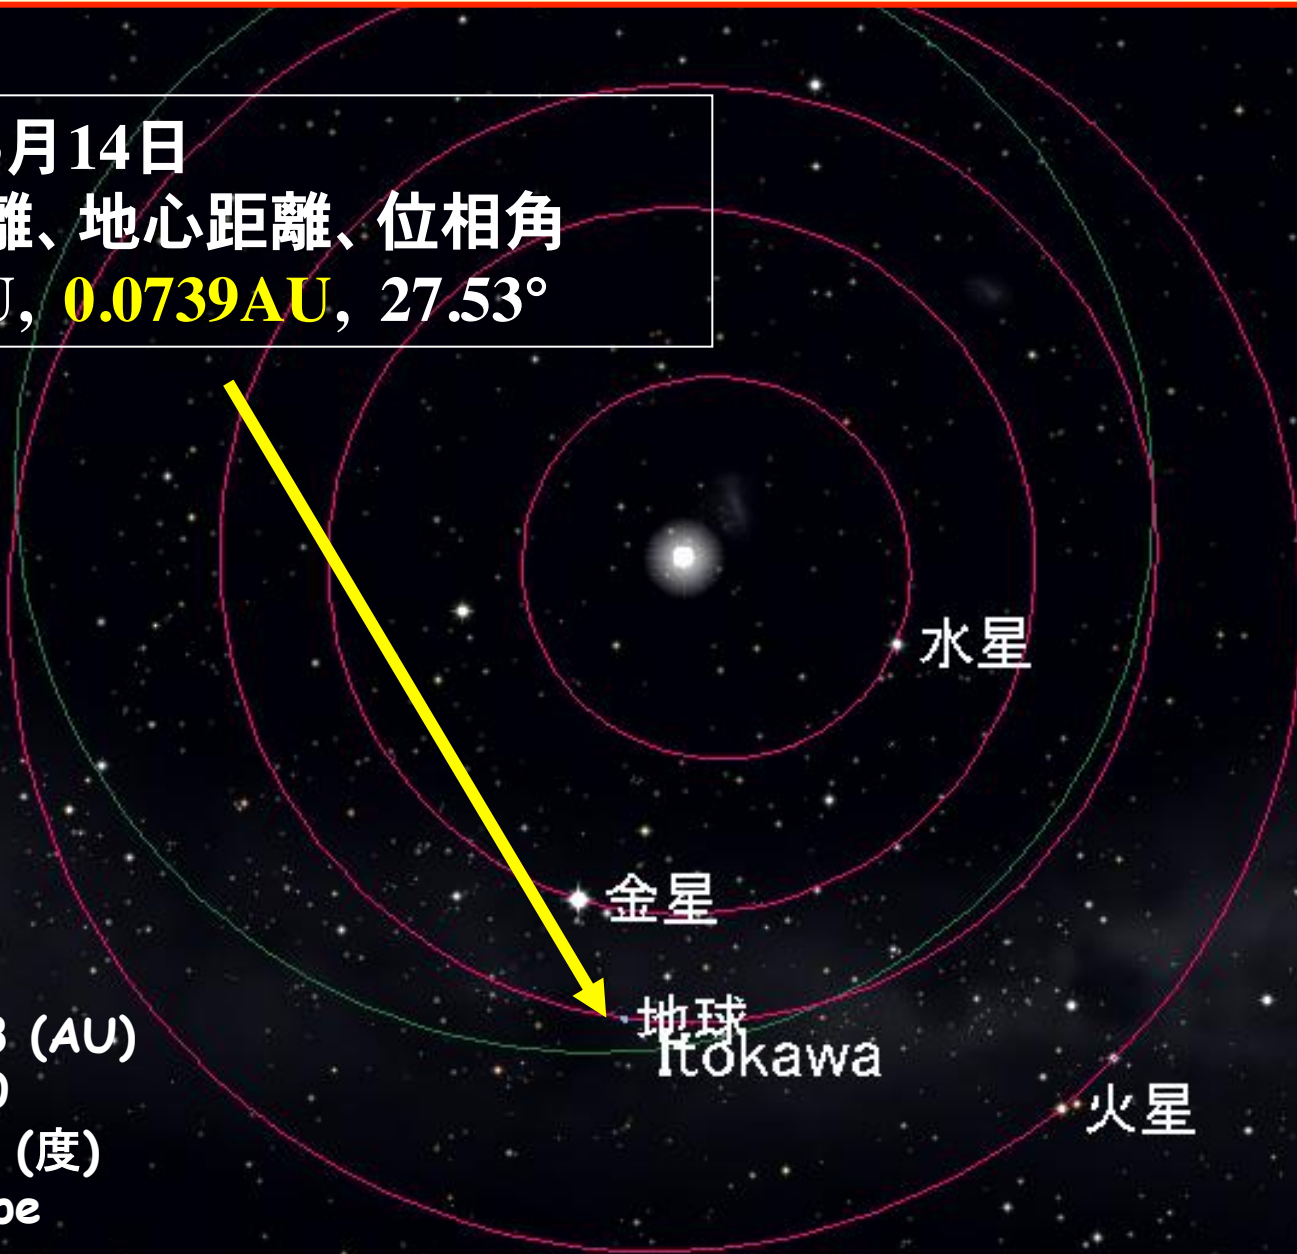 月14日
離、地心距離、位相角
U, 0.0739AU, 27.53°
水星
金星
地球
Itokawa
(AU)
火星
(度)